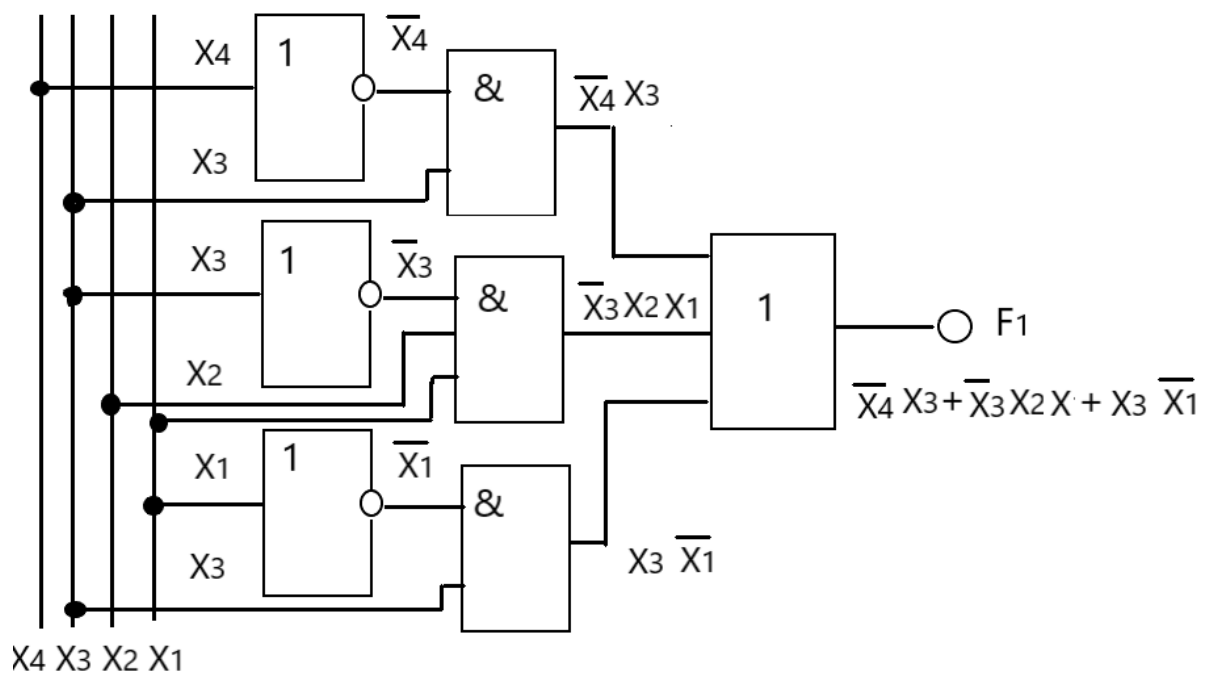 X4
1
X̅4
&
X̅4 X3
X3
X3
1
X̅3
&
X̅3 X2 X1
1
F1
X2
X̅4 X3 + X̅3 X2 X + X3 X̅1
X1
1
X̅1
&
X3
X3 X̅1
X4 X3 X2 X1